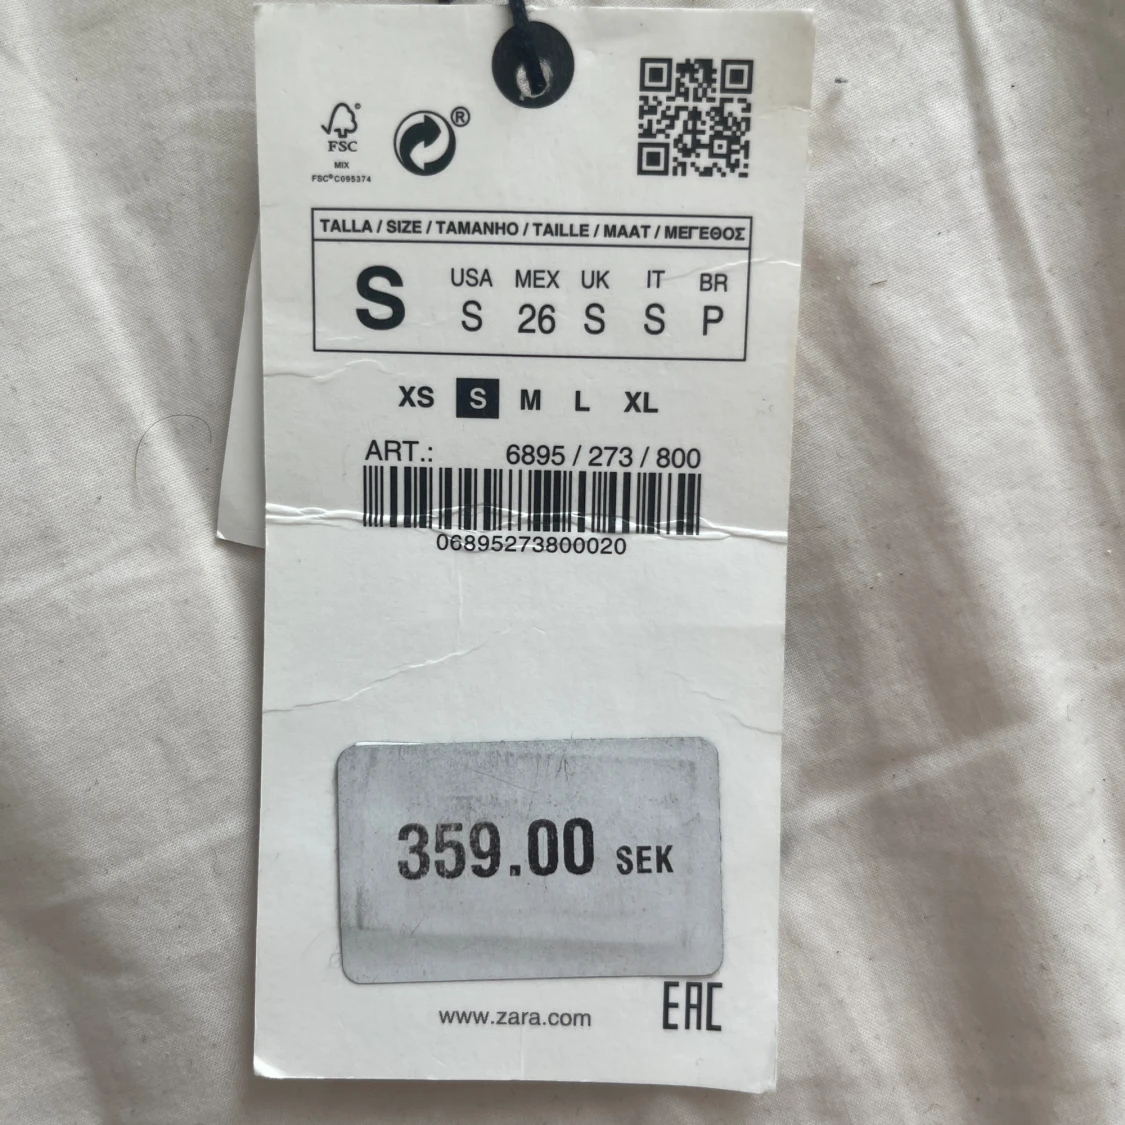 FSC
MIX
FSC® C095374
®
TALLA / SIZE / TAMANHO / TAILLE / MAAT / ΜΕΓΕΘΟΣ
USA MEX UK IT BR
S S 26 S S P
XS S M L XL
ART.: 6895 / 273 / 800
06895273800020
359.00 SEK
www.zara.com
EAC